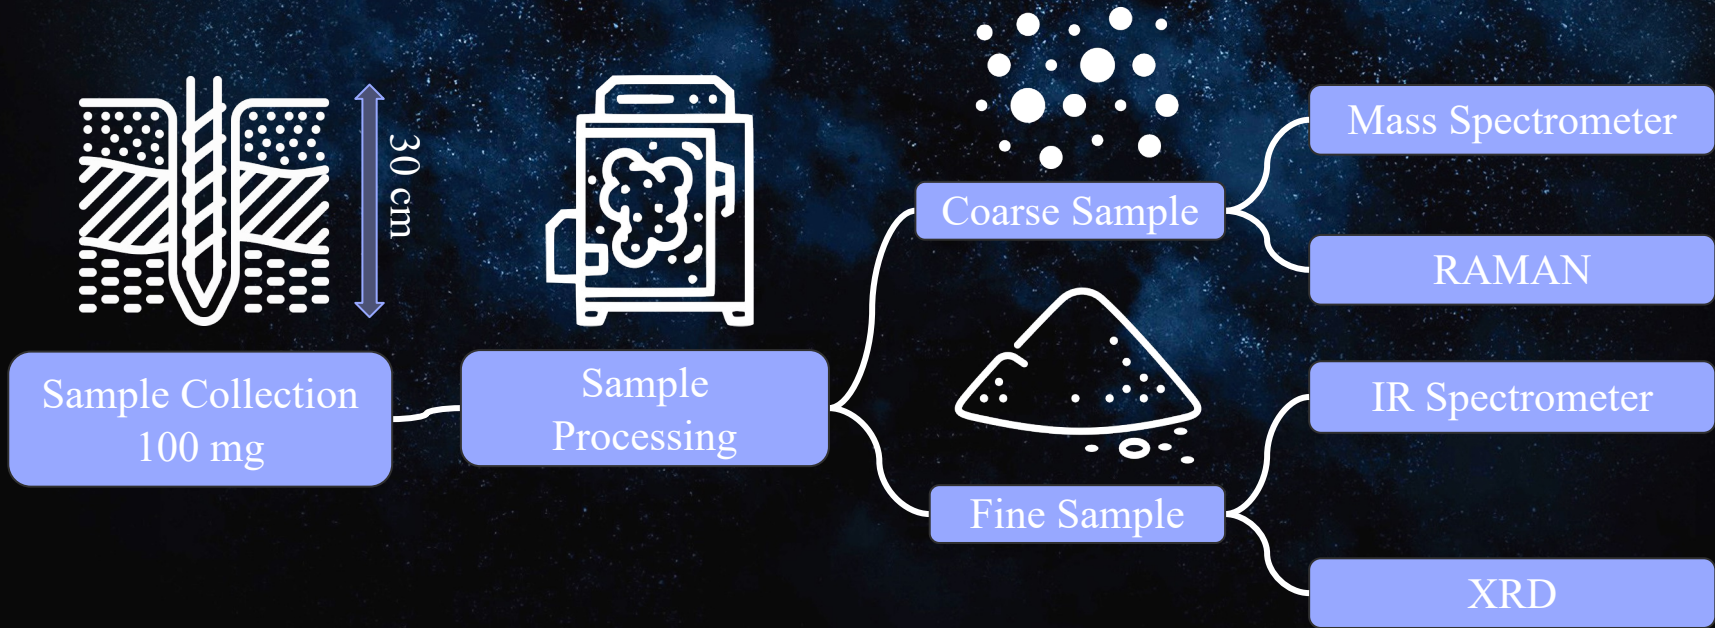 30 cm
Sample Collection
100 mg
Sample
Processing
Coarse Sample
Fine Sample
Mass Spectrometer
RAMAN
IR Spectrometer
XRD